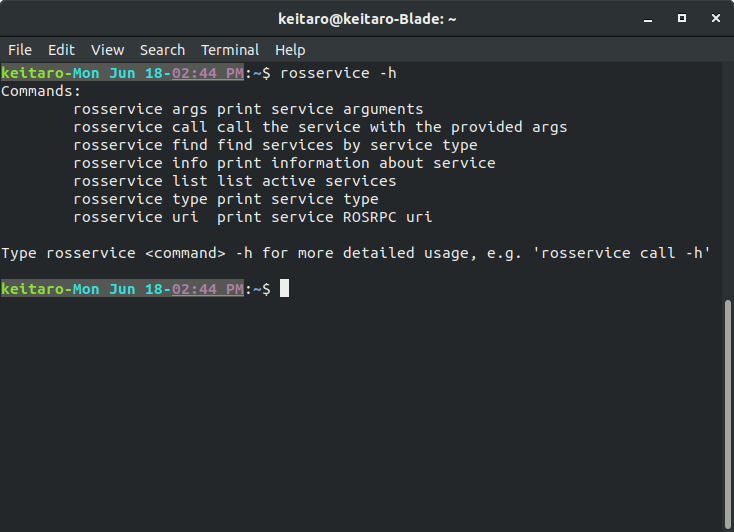 keitaro@keitaro-Blade: ~
File Edit View Search Terminal Help
keitaro-Mon Jun 18-02:44 PM:~$ rosservice -h
Commands:
        rosservice args print service arguments
        rosservice call call the service with the provided args
        rosservice find find services by service type
        rosservice info print information about service
        rosservice list list active services
        rosservice type print service type
        rosservice uri  print service ROSRPC uri
Type rosservice <command> -h for more detailed usage, e.g. 'rosservice call -h'
keitaro-Mon Jun 18-02:44 PM:~$